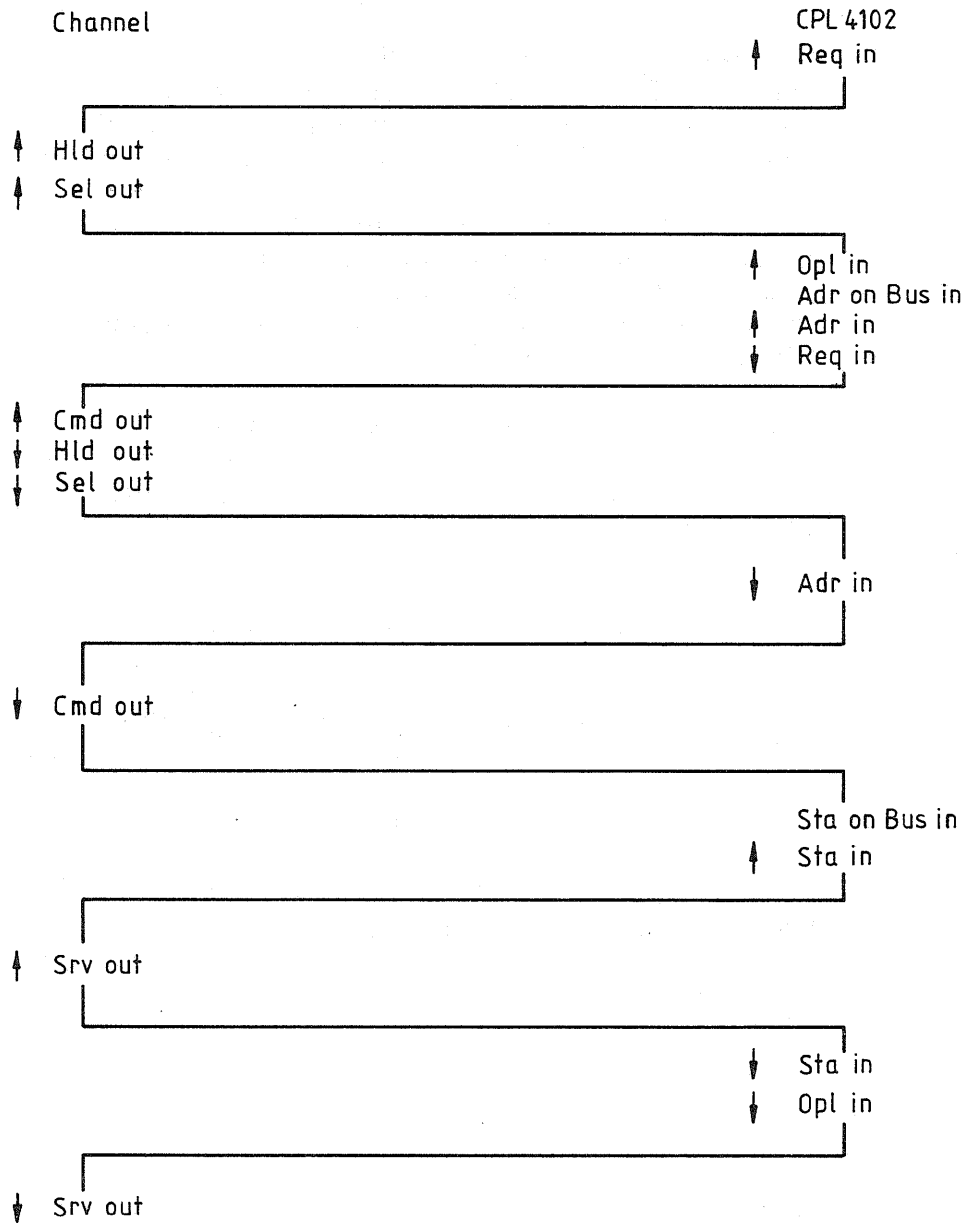 Channel
CPL 4102
↑ Req in
↑ Hld out
↑ Sel out
↑ Opl in
Adr on Bus in
↑ Adr in
↓ Req in
↑ Cmd out
↓ Hld out
↓ Sel out
↓ Adr in
↓ Cmd out
Sta on Bus in
↑ Sta in
↑ Srv out
↓ Sta in
↓ Opl in
↓ Srv out